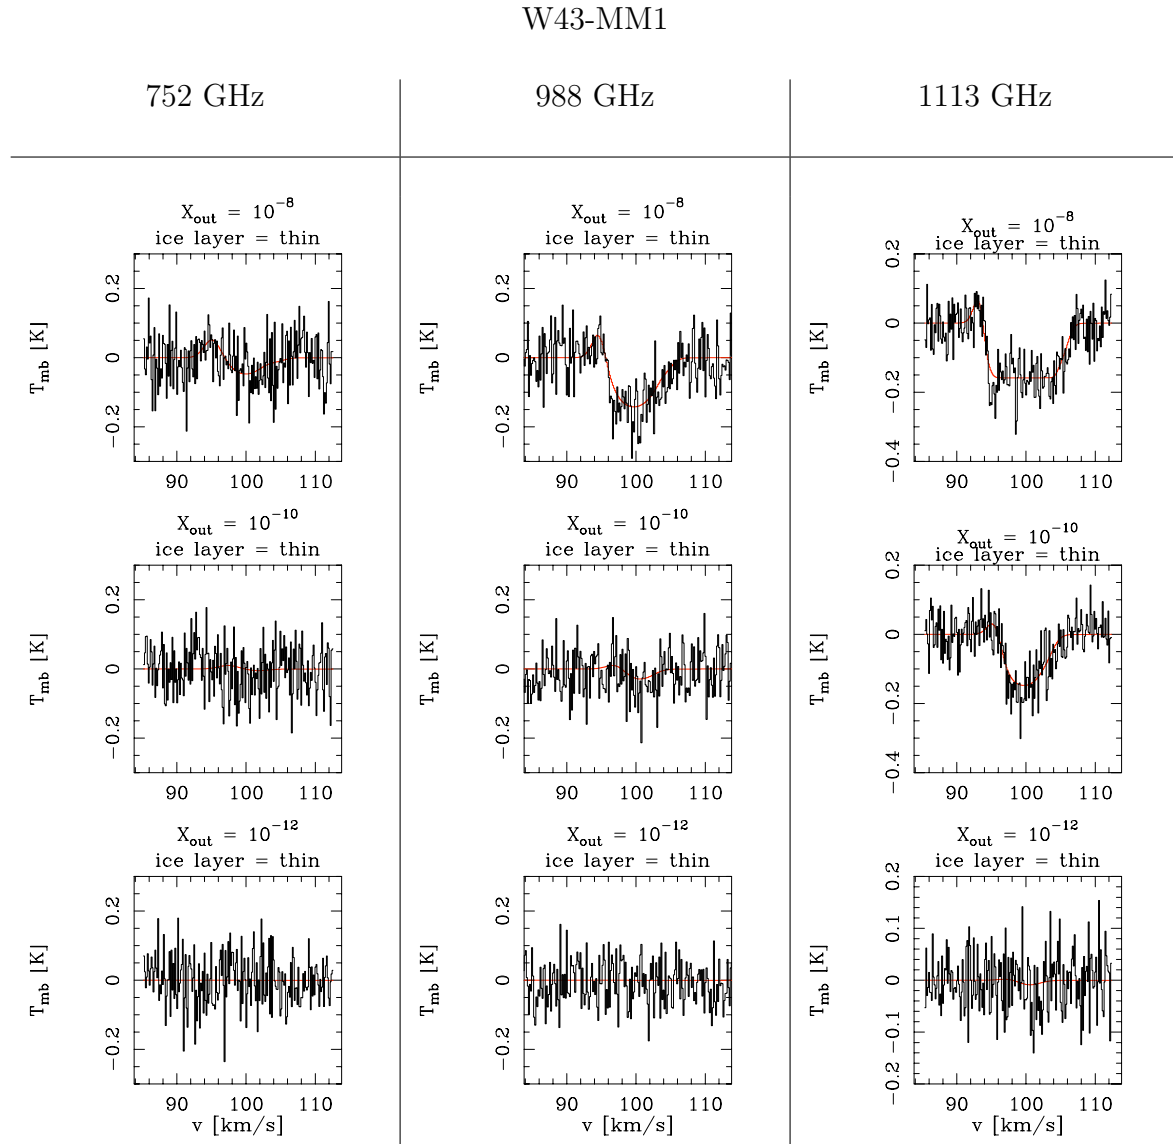 W43-MM1
752 GHz 988 GHz 1113 GHz
X_out = 10^-8 X_out = 10^-8 X_out = 10^-8
ice layer = thin ice layer = thin ice layer = thin
0.2 0.2 0.2
T_mb [K] T_mb [K] T_mb [K]
0 0 0
−0.2 −0.2 −0.2
−0.4
90 100 110 90 100 110 90 100 110
X_out = 10^-10 X_out = 10^-10 X_out = 10^-10
ice layer = thin ice layer = thin ice layer = thin
0.2 0.2 0.2
T_mb [K] T_mb [K] T_mb [K]
0 0 0
−0.2 −0.2 −0.2
−0.4
90 100 110 90 100 110 90 100 110
X_out = 10^-12 X_out = 10^-12 X_out = 10^-12
ice layer = thin ice layer = thin ice layer = thin
0.2
0.2 0.2 0.1
T_mb [K] T_mb [K] T_mb [K]
0 0 0
−0.1
−0.2 −0.2 −0.2
90 100 110 90 100 110 90 100 110
v [km/s] v [km/s] v [km/s]